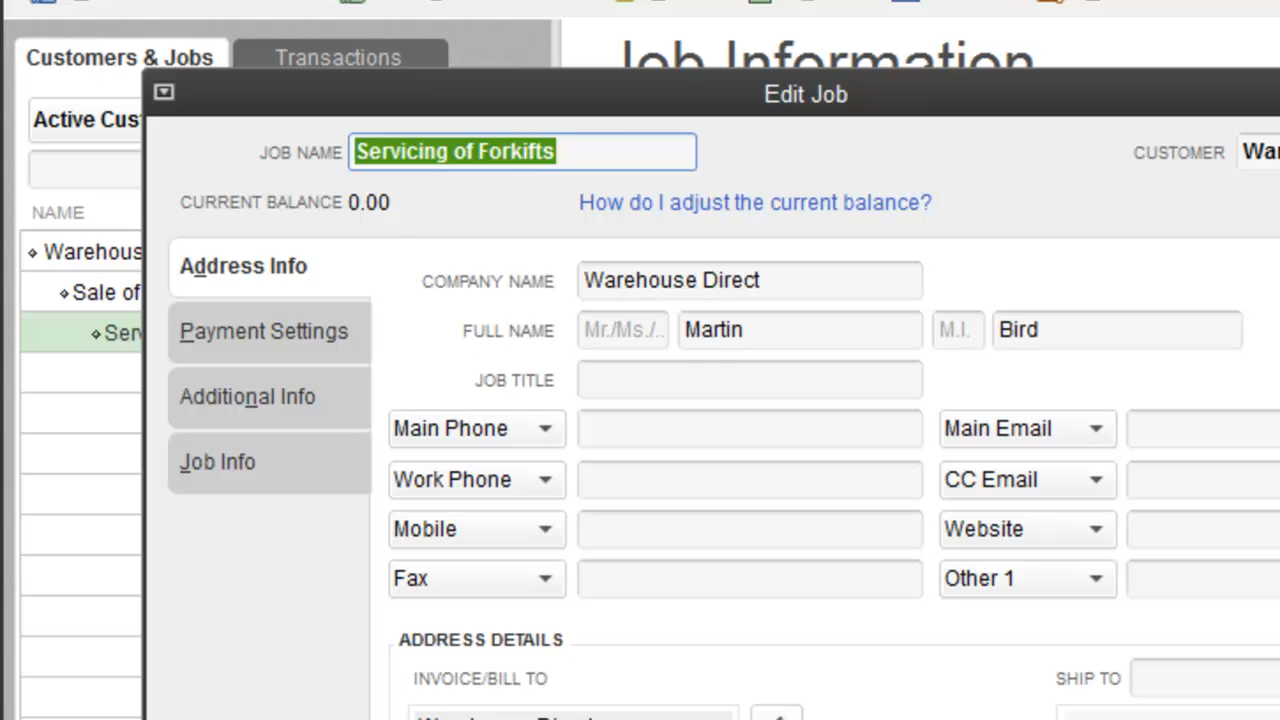 Customers & Jobs
Transactions
Job Information
Edit Job
Active Cus
JOB NAME Servicing of Forkifts
CUSTOMER War
CURRENT BALANCE 0.00
How do I adjust the current balance?
NAME
Warehous
Sale of
Serv
Address Info
Payment Settings
Additional Info
Job Info
COMPANY NAME Warehouse Direct
FULL NAME Mr./Ms./.. Martin M.I. Bird
JOB TITLE
Main Phone Main Email
Work Phone CC Email
Mobile Website
Fax Other 1
ADDRESS DETAILS
INVOICE/BILL TO SHIP TO